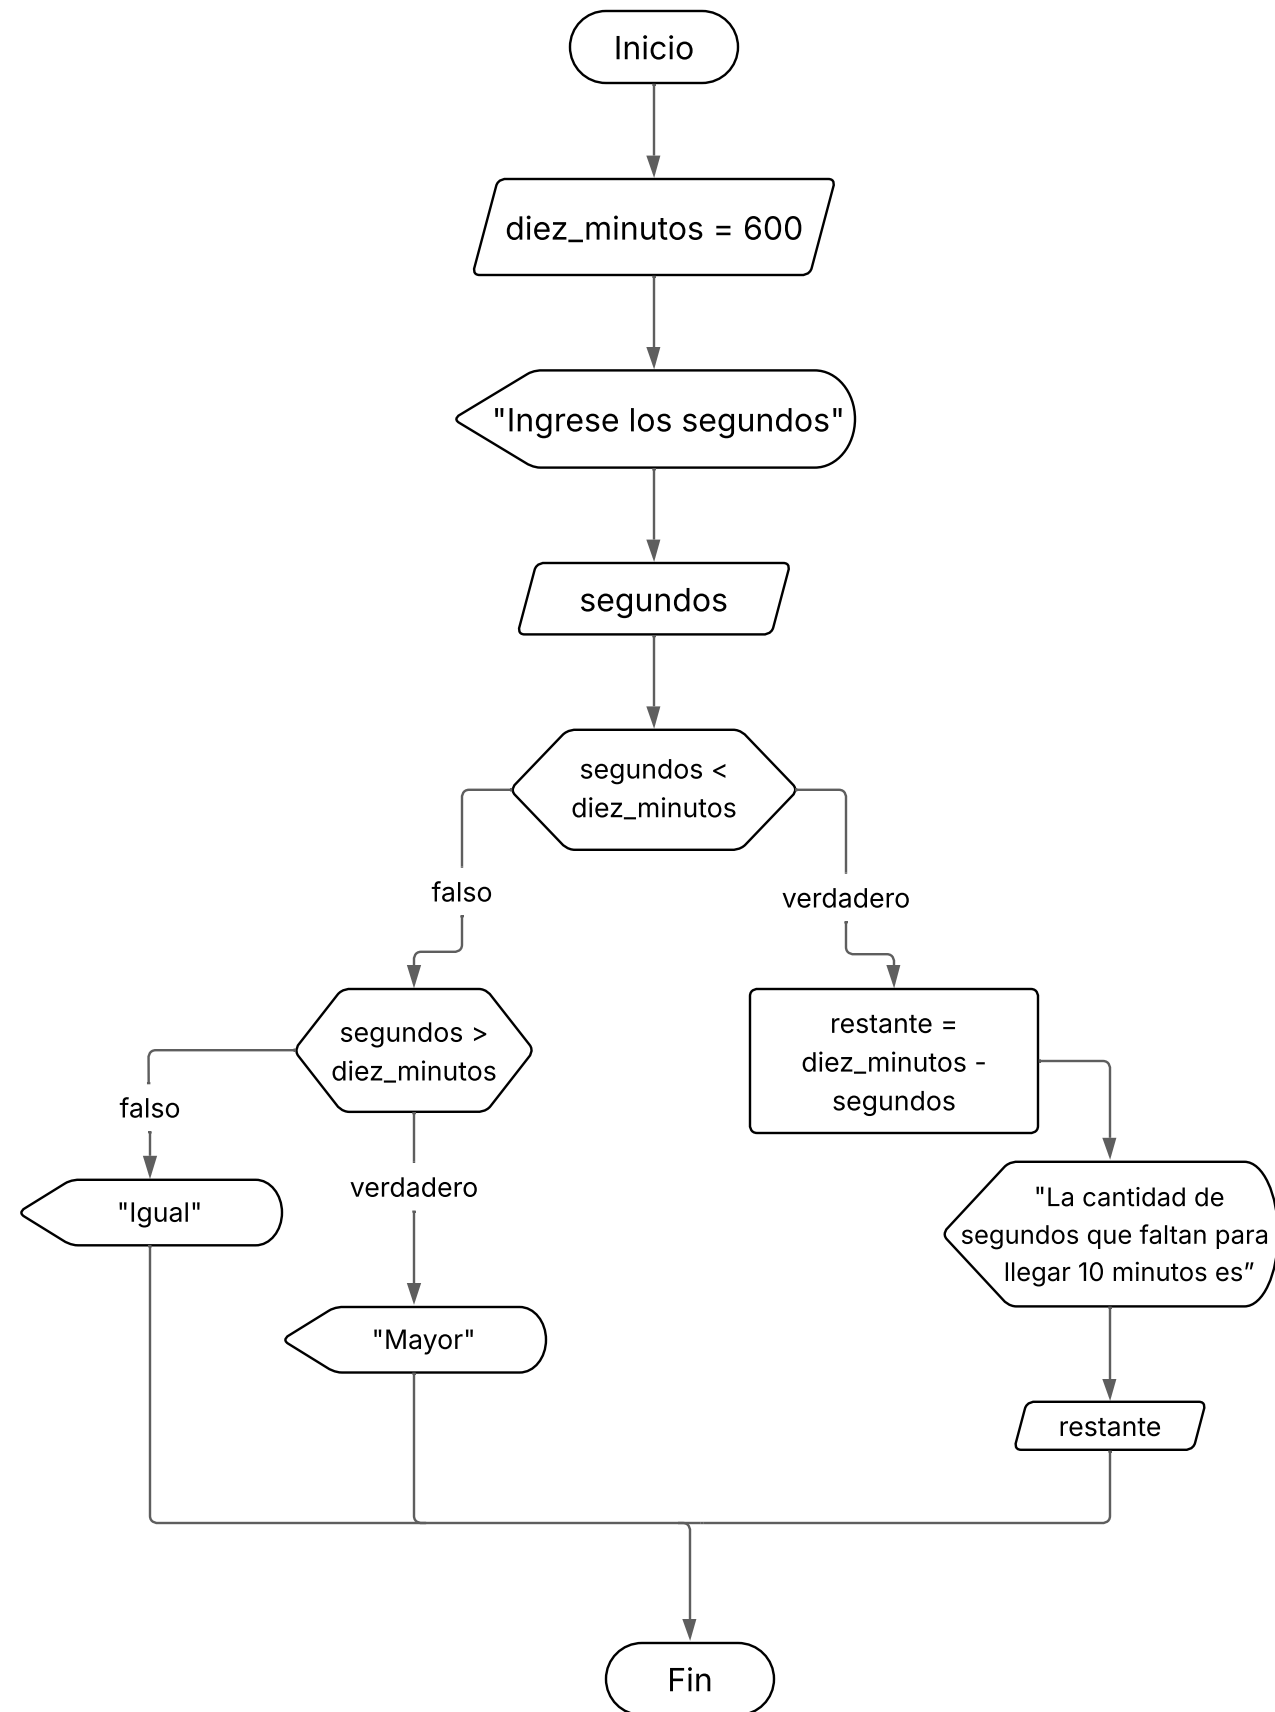 Inicio
diez_minutos = 600
"Ingrese los segundos"
segundos
segundos <
diez_minutos
falso
verdadero
segundos >
diez_minutos
restante =
diez_minutos -
segundos
falso
verdadero
"Igual"
"La cantidad de
segundos que faltan para
llegar 10 minutos es”
"Mayor"
restante
Fin